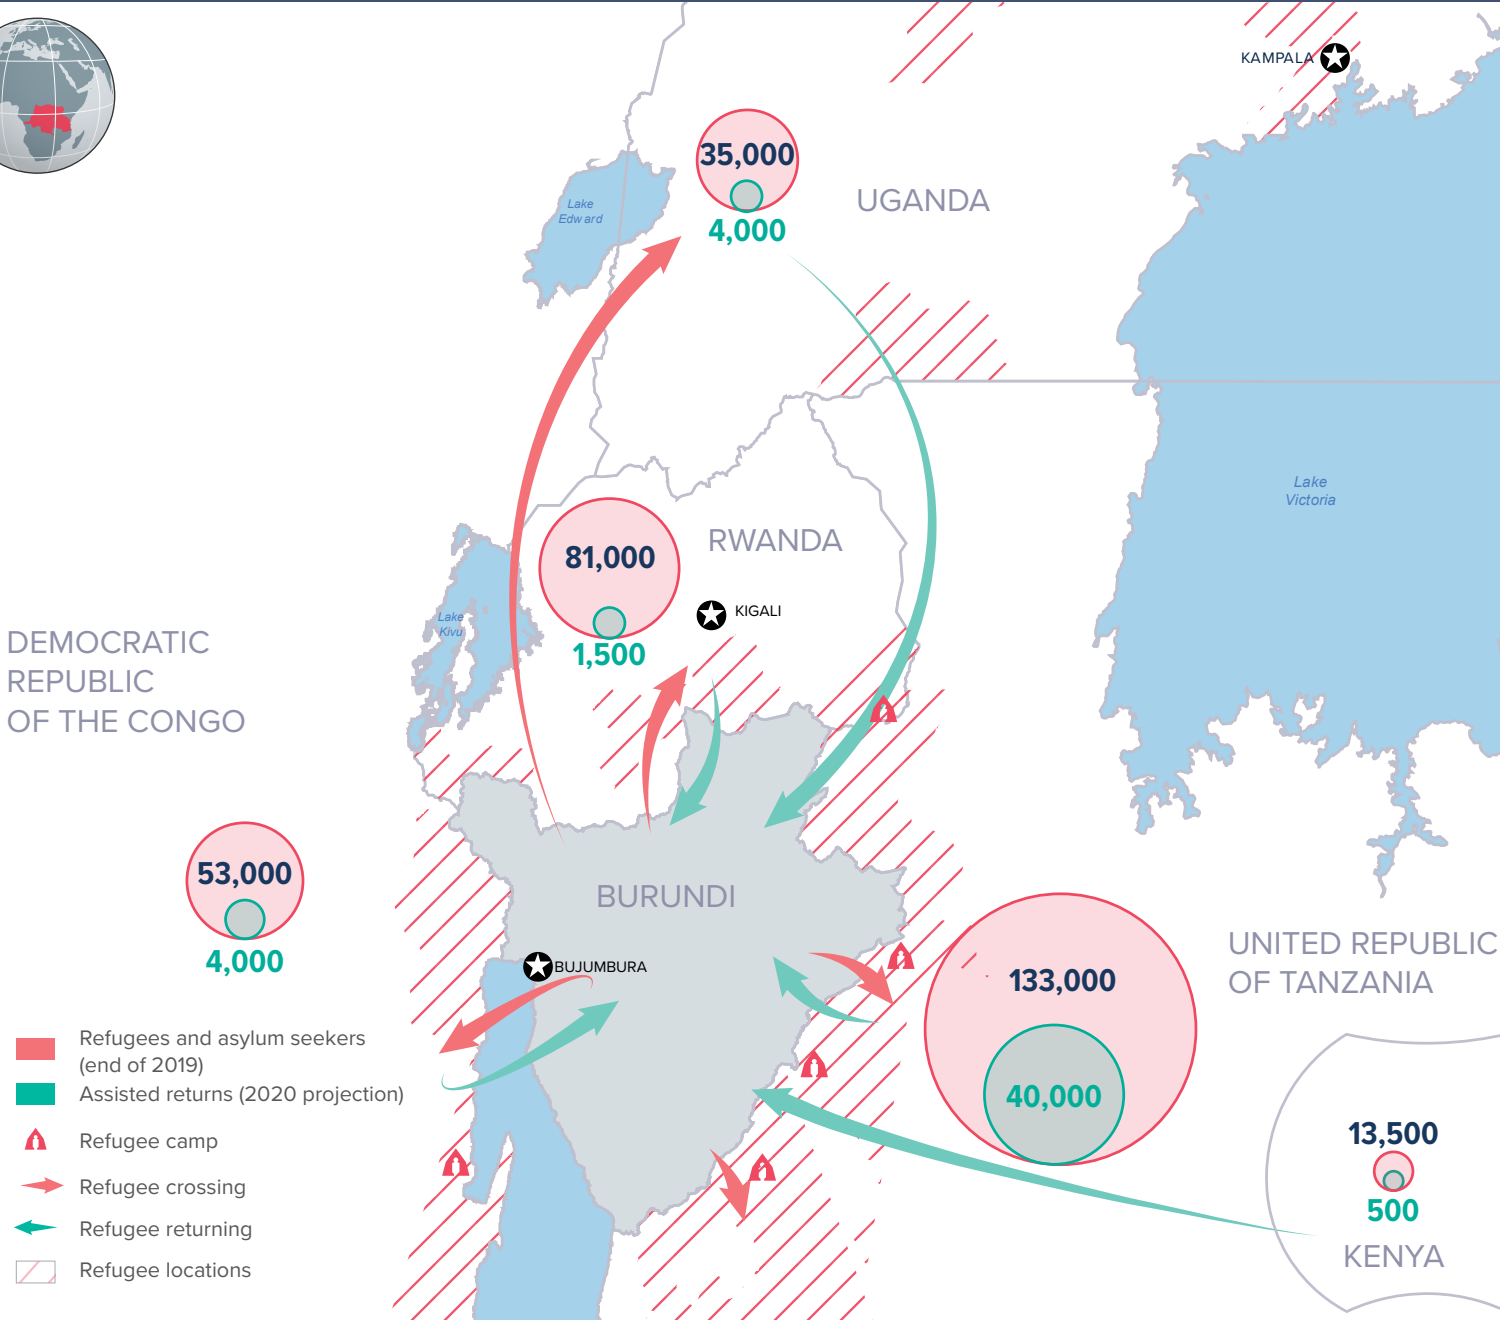 KAMPALA
35,000
4,000
UGANDA
Lake
Edward
Lake
Victoria
RWANDA
81,000
1,500
KIGALI
Lake
Kivu
DEMOCRATIC
REPUBLIC
OF THE CONGO
53,000
4,000
BURUNDI
BUJUMBURA
133,000
40,000
UNITED REPUBLIC
OF TANZANIA
13,500
500
KENYA
Refugees and asylum seekers
(end of 2019)
Assisted returns (2020 projection)
Refugee camp
Refugee crossing
Refugee returning
Refugee locations